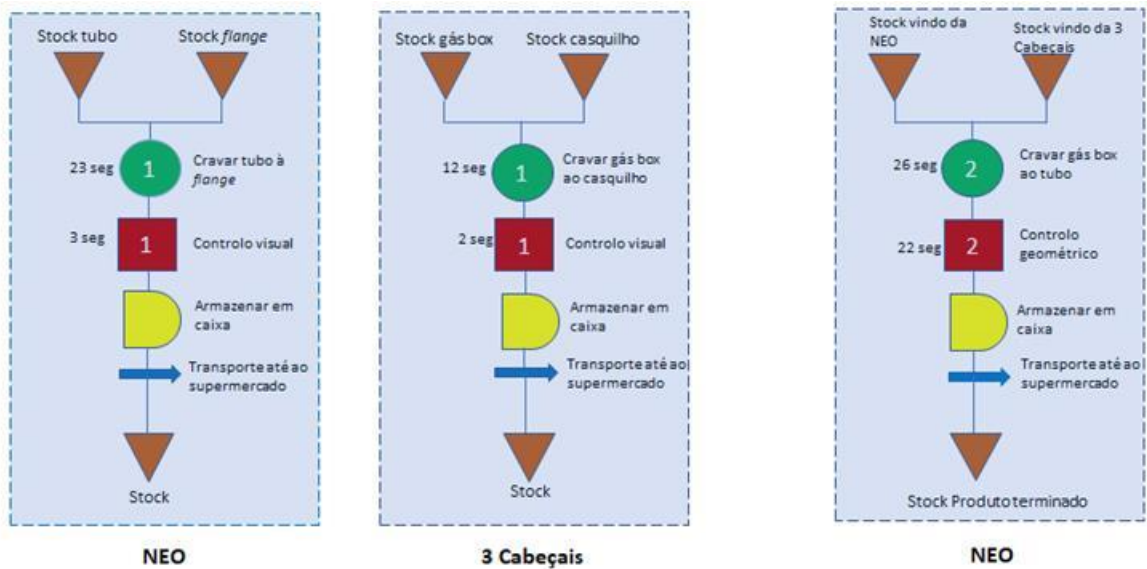 Stock tubo
Stock flange
23 seg
1
Cravar tubo à
flange
3 seg
1
Controlo visual
Armazenar em
caixa
Transporte até ao
supermercado
Stock
NEO
Stock gás box
Stock casquilho
12 seg
1
Cravar gás box
ao casquilho
2 seg
1
Controlo visual
Armazenar em
caixa
Transporte até ao
supermercado
Stock
3 Cabeçais
Stock vindo da
NEO
Stock vindo da 3
Cabeçais
26 seg
2
Cravar gás box
ao tubo
22 seg
2
Controlo
geométrico
Armazenar em
caixa
Transporte até ao
supermercado
Stock Produto terminado
NEO